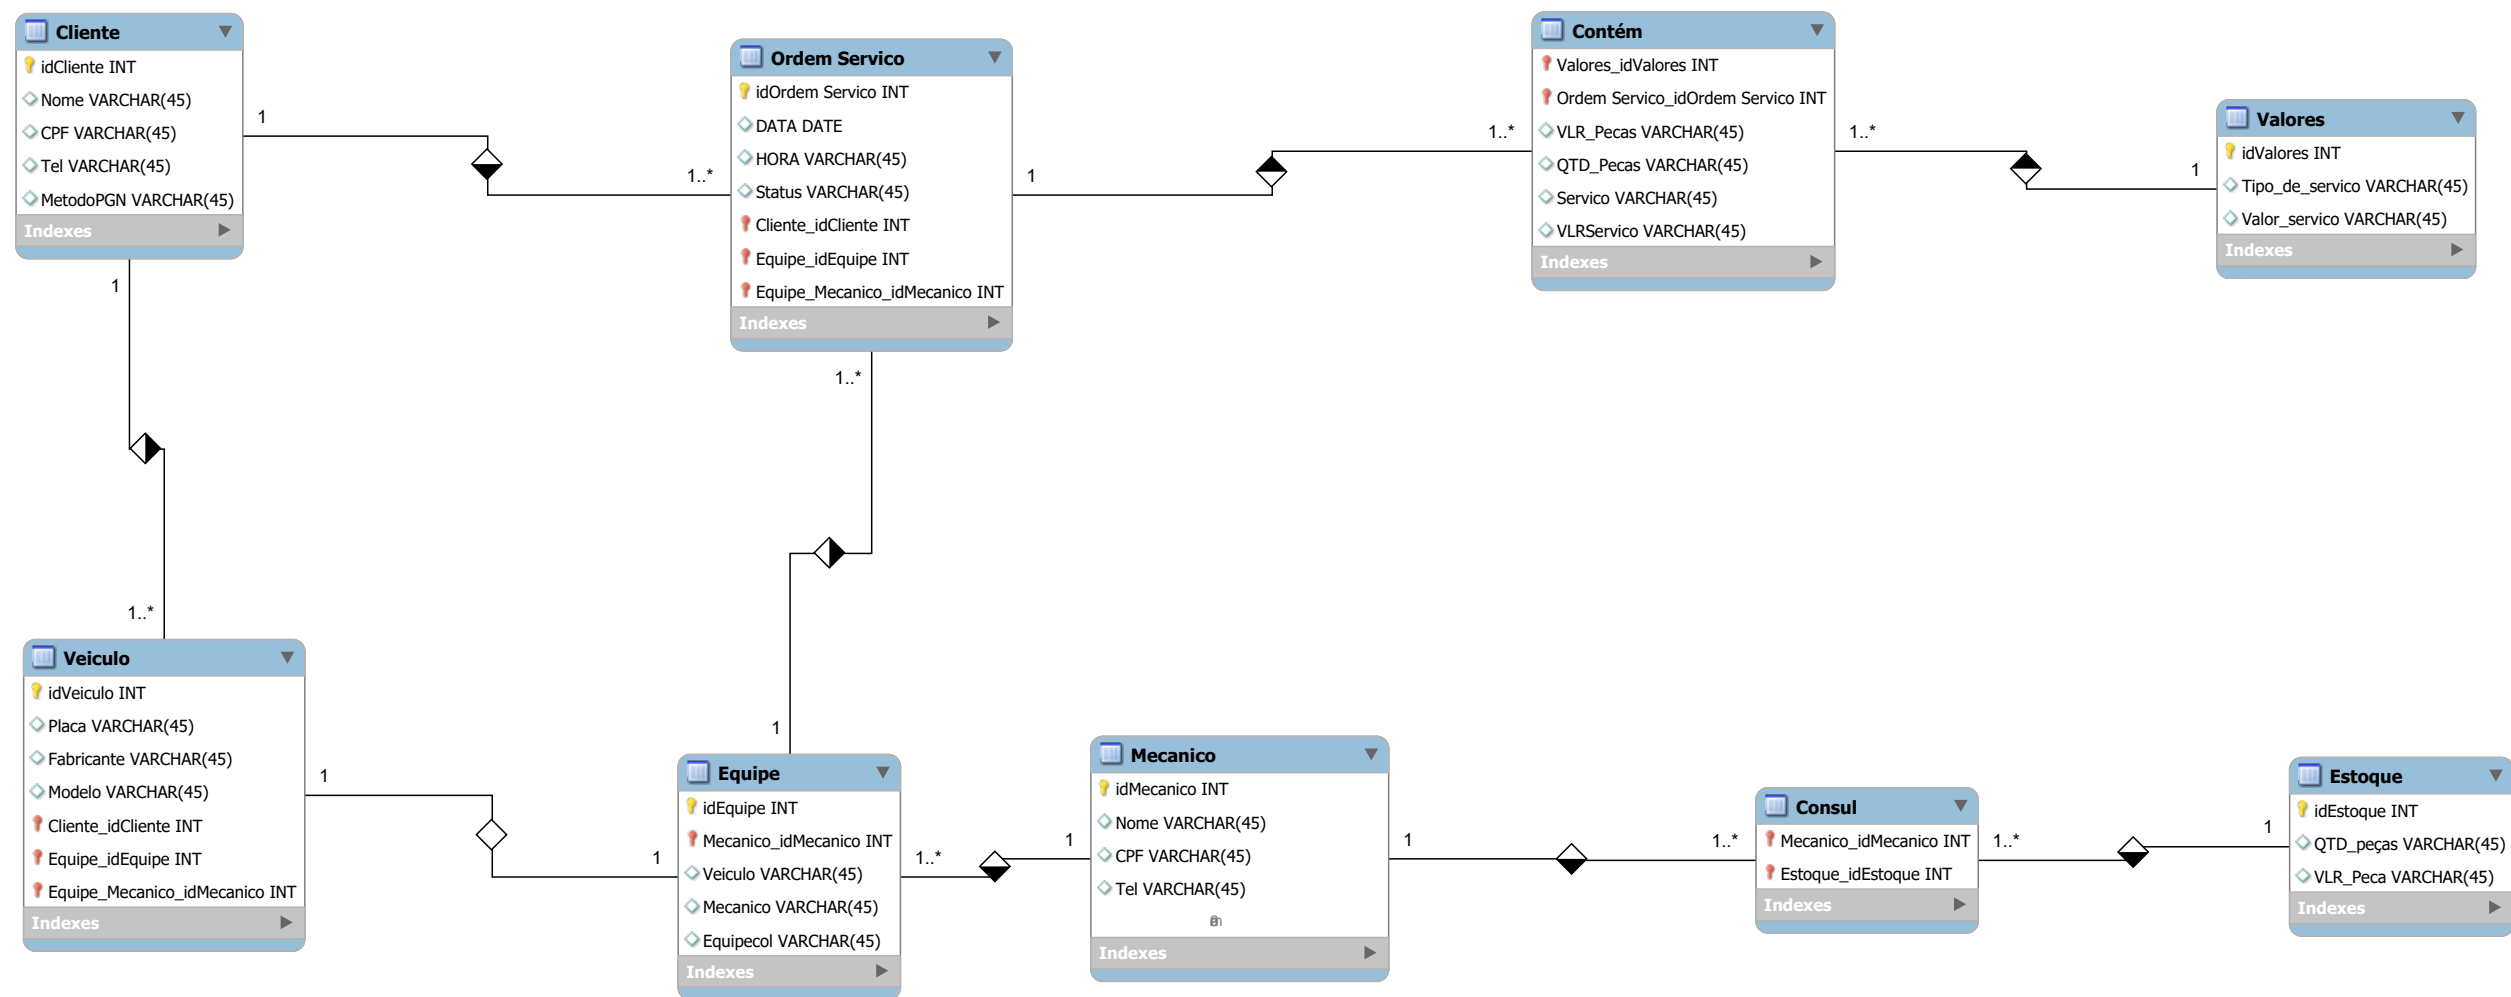 Cliente
idCliente INT
Nome VARCHAR(45)
CPF VARCHAR(45)
Tel VARCHAR(45)
MetodoPGN VARCHAR(45)
Indexes
1
1..*
1
1..*
Ordem Servico
idOrdem Servico INT
DATA DATE
HORA VARCHAR(45)
Status VARCHAR(45)
Cliente_idCliente INT
Equipe_idEquipe INT
Equipe_Mecanico_idMecanico INT
Indexes
1
1..*
1..*
1
Contém
Valores_idValores INT
Ordem Servico_idOrdem Servico INT
VLR_Pecas VARCHAR(45)
QTD_Pecas VARCHAR(45)
Servico VARCHAR(45)
VLRServico VARCHAR(45)
Indexes
1..*
1
Valores
idValores INT
Tipo_de_servico VARCHAR(45)
Valor_servico VARCHAR(45)
Indexes
Veiculo
idVeiculo INT
Placa VARCHAR(45)
Fabricante VARCHAR(45)
Modelo VARCHAR(45)
Cliente_idCliente INT
Equipe_idEquipe INT
Equipe_Mecanico_idMecanico INT
Indexes
1
1
Equipe
idEquipe INT
Mecanico_idMecanico INT
Veiculo VARCHAR(45)
Mecanico VARCHAR(45)
Equipecol VARCHAR(45)
Indexes
1..*
1
Mecanico
idMecanico INT
Nome VARCHAR(45)
CPF VARCHAR(45)
Tel VARCHAR(45)
Indexes
1
1..*
Consul
Mecanico_idMecanico INT
Estoque_idEstoque INT
Indexes
1..*
1
Estoque
idEstoque INT
QTD_peças VARCHAR(45)
VLR_Peca VARCHAR(45)
Indexes